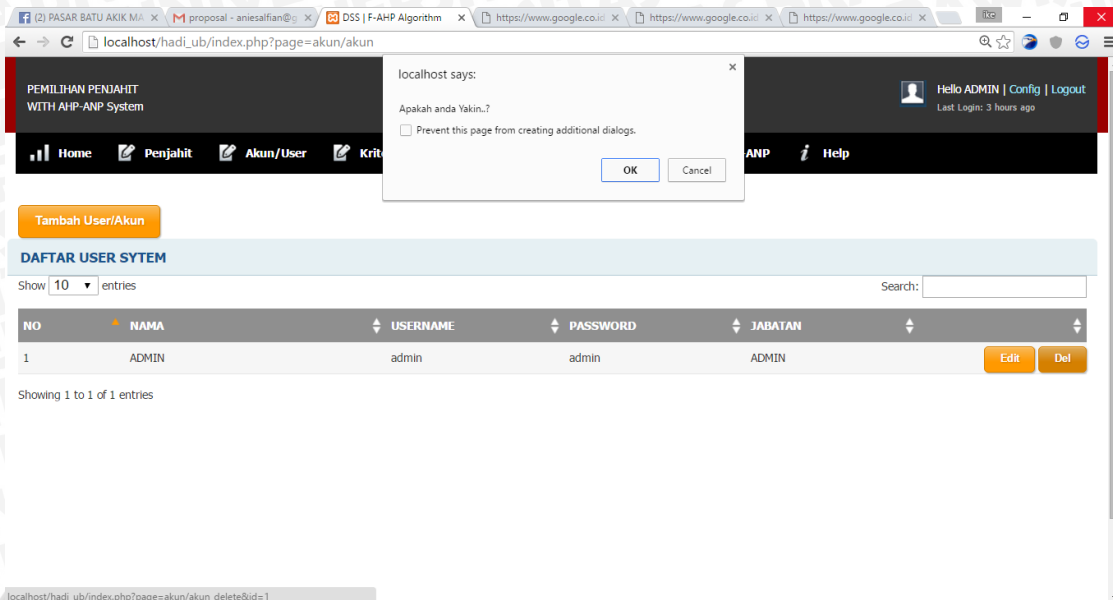 (2) PASAR BATU AKIK MA
proposal - aniesalfian@g
DSS | F-AHP Algorithm
https://www.google.co.id
https://www.google.co.id
https://www.google.co.id
ike
localhost/hadi_ub/index.php?page=akun/akun
PEMILIHAN PENJAHIT
WITH AHP-ANP System
localhost says:
Apakah anda Yakin..?
Prevent this page from creating additional dialogs.
OK Cancel
Hello ADMIN | Config | Logout
Last Login: 3 hours ago
Home Penjahit Akun/User Krite -ANP Help
Tambah User/Akun
DAFTAR USER SYTEM
Show 10 entries Search:
NO NAMA USERNAME PASSWORD JABATAN
1 ADMIN admin admin ADMIN Edit Del
Showing 1 to 1 of 1 entries
localhost/hadi_ub/index.php?page=akun/akun_delete&id=1